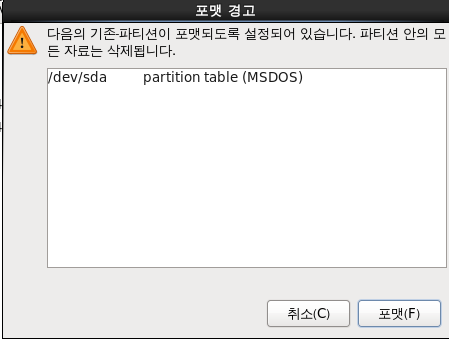 포맷 경고
다음의 기존-파티션이 포맷되도록 설정되어 있습니다. 파티션 안의 모
든 자료는 삭제됩니다.
/dev/sda partition table (MSDOS)
취소(C) 포맷(F)